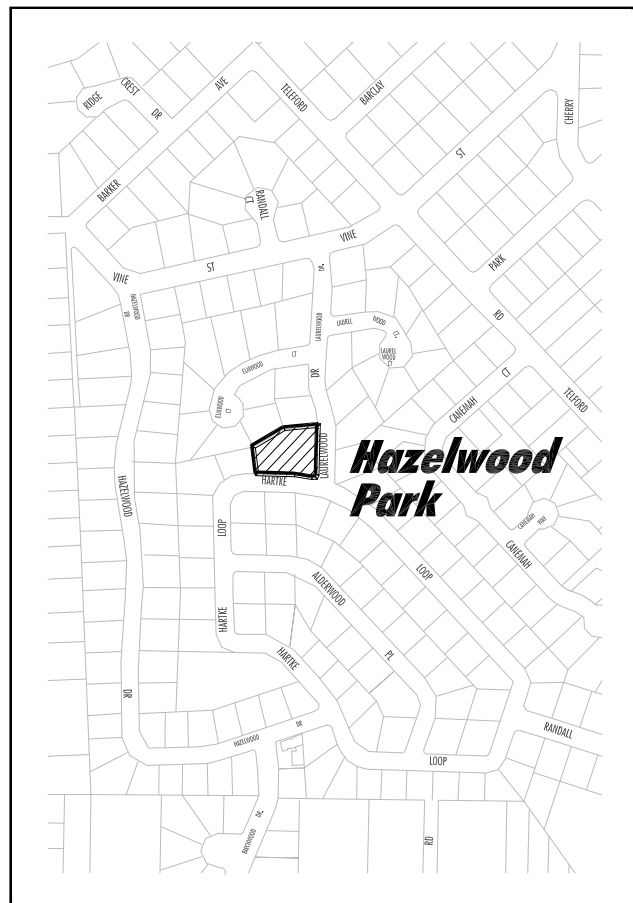 RIDGE
CREST
DR
AVE
TELEFORD
BARCLAY
CHERRY
BARKER
ST
RANDALL
CT
VINE
ST
VINE
PARK
HAZELWOOD
DR
DR.
LAURELWOOD
LAUREL
WOOD
CT.
LAUREL
WOOD
CT
RD
ELMWOOD
CT
DR
CT
TELFORD
ELMWOOD
CT
CANEMAH
LAURELWOOD
Hazelwood
Park
HARTKE
HAZELWOOD
LOOP
CANEMAH
WAY
CANEMAH
LOOP
ALDERWOOD
HARTKE
HARTKE
PL
DR
HAZELWOOD
DR
LOOP
RANDALL
BIRCHWOOD
DR.
RD